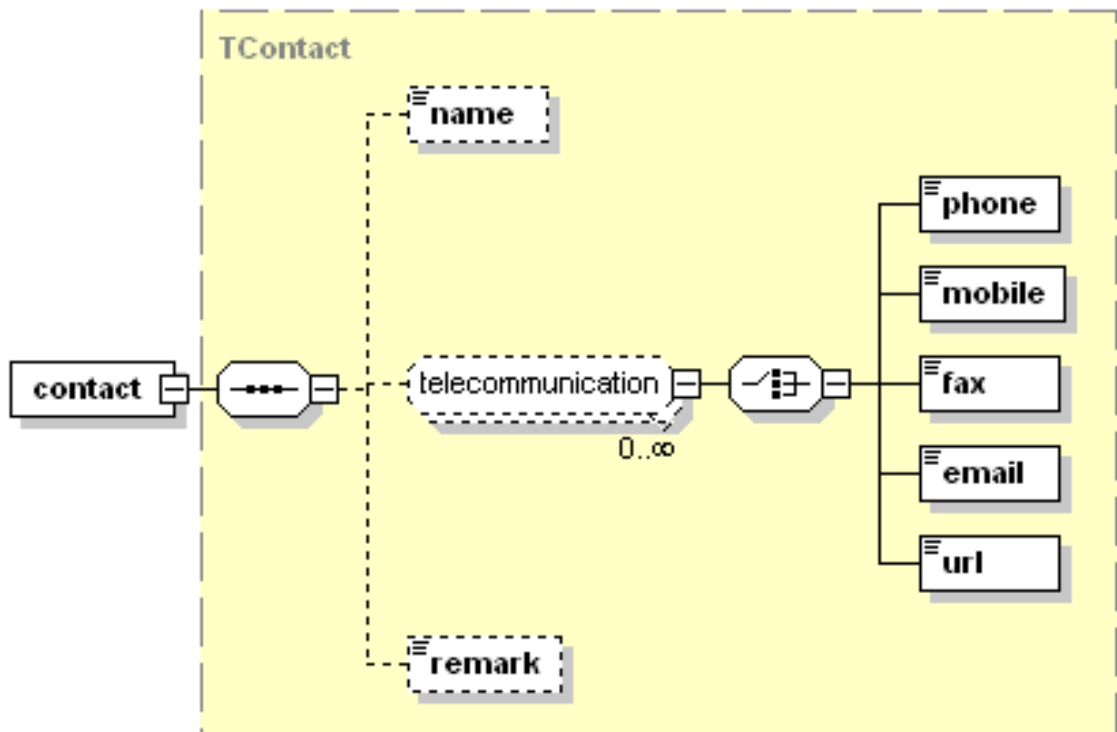 TContact
name
phone
mobile
contact
telecommunication
fax
0..∞
email
url
remark